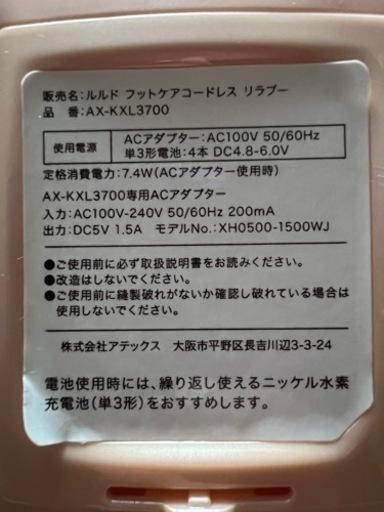 販売名：ルルド フットケアコードレス リラブー
品　番：AX-KXL3700
使用電源
ACアダプター：AC100V 50/60Hz
単3形電池：4本 DC4.8-6.0V
定格消費電力：7.4W（ACアダプター使用時）
AX-KXL3700専用ACアダプター
入力：AC100V-240V 50/60Hz 200mA
出力：DC5V 1.5A　モデルNo.：XH0500-1500WJ
●ご使用前に必ず取扱説明書をお読みください。
●改造はしないでください。
●ご使用前に縫製破れがないか確認し破れている場合は
使用しないでください。
株式会社アテックス　大阪市平野区長吉川辺3-3-24
電池使用時には、繰り返し使えるニッケル水素
充電池（単3形）をおすすめします。